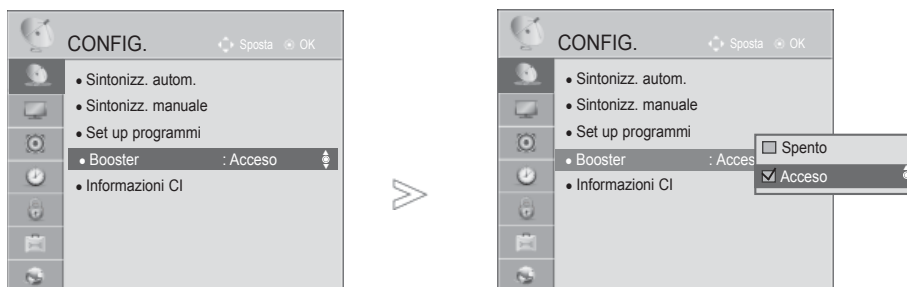 CONFIG. Sposta OK
• Sintonizz. autom.
• Sintonizz. manuale
• Set up programmi
• Booster : Acceso
• Informazioni CI
CONFIG. Sposta OK
• Sintonizz. autom.
• Sintonizz. manuale
• Set up programmi
• Booster : Acces
• Informazioni CI
Spento
Acceso